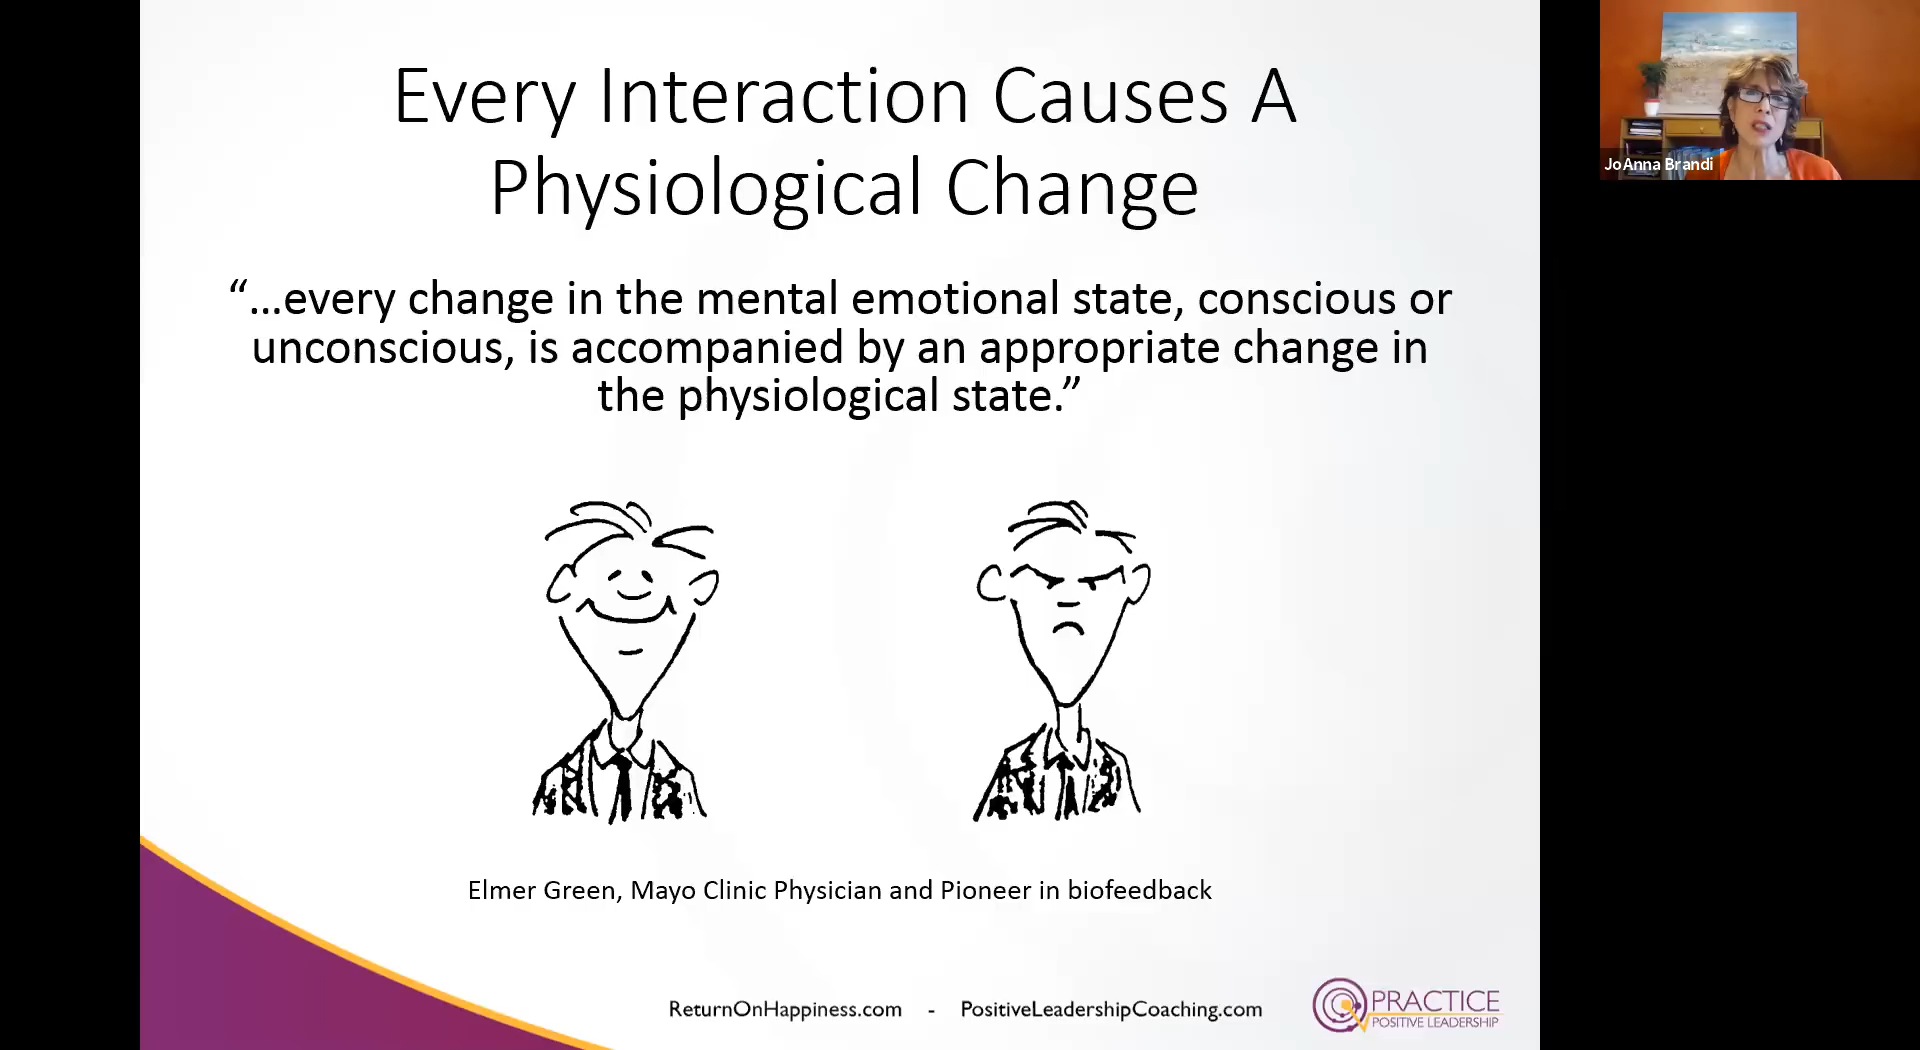 Every Interaction Causes A
Physiological Change
“...every change in the mental emotional state, conscious or
unconscious, is accompanied by an appropriate change in
the physiological state.”
Elmer Green, Mayo Clinic Physician and Pioneer in biofeedback
ReturnOnHappiness.com - PositiveLeadershipCoaching.com
PRACTICE
POSITIVE LEADERSHIP
JoAnna Brandi